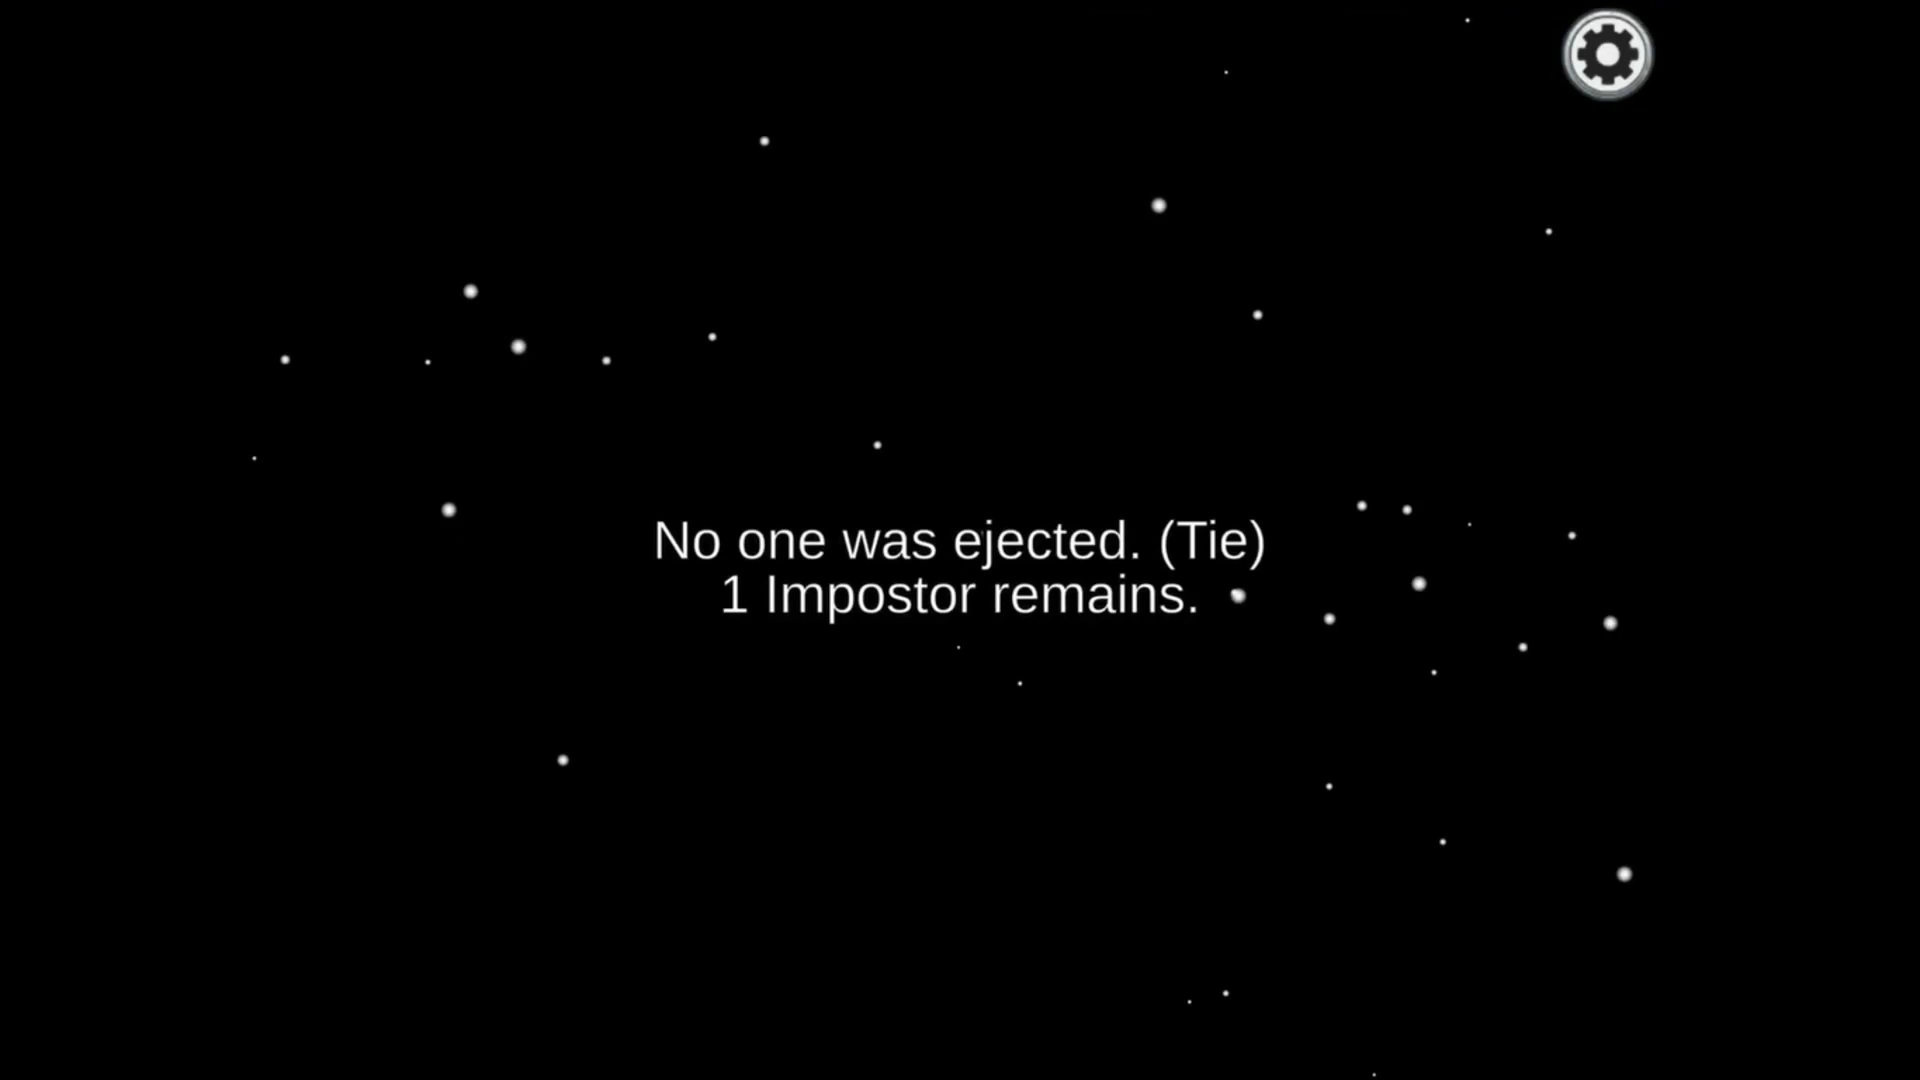 No one was ejected. (Tie)
1 Impostor remains.